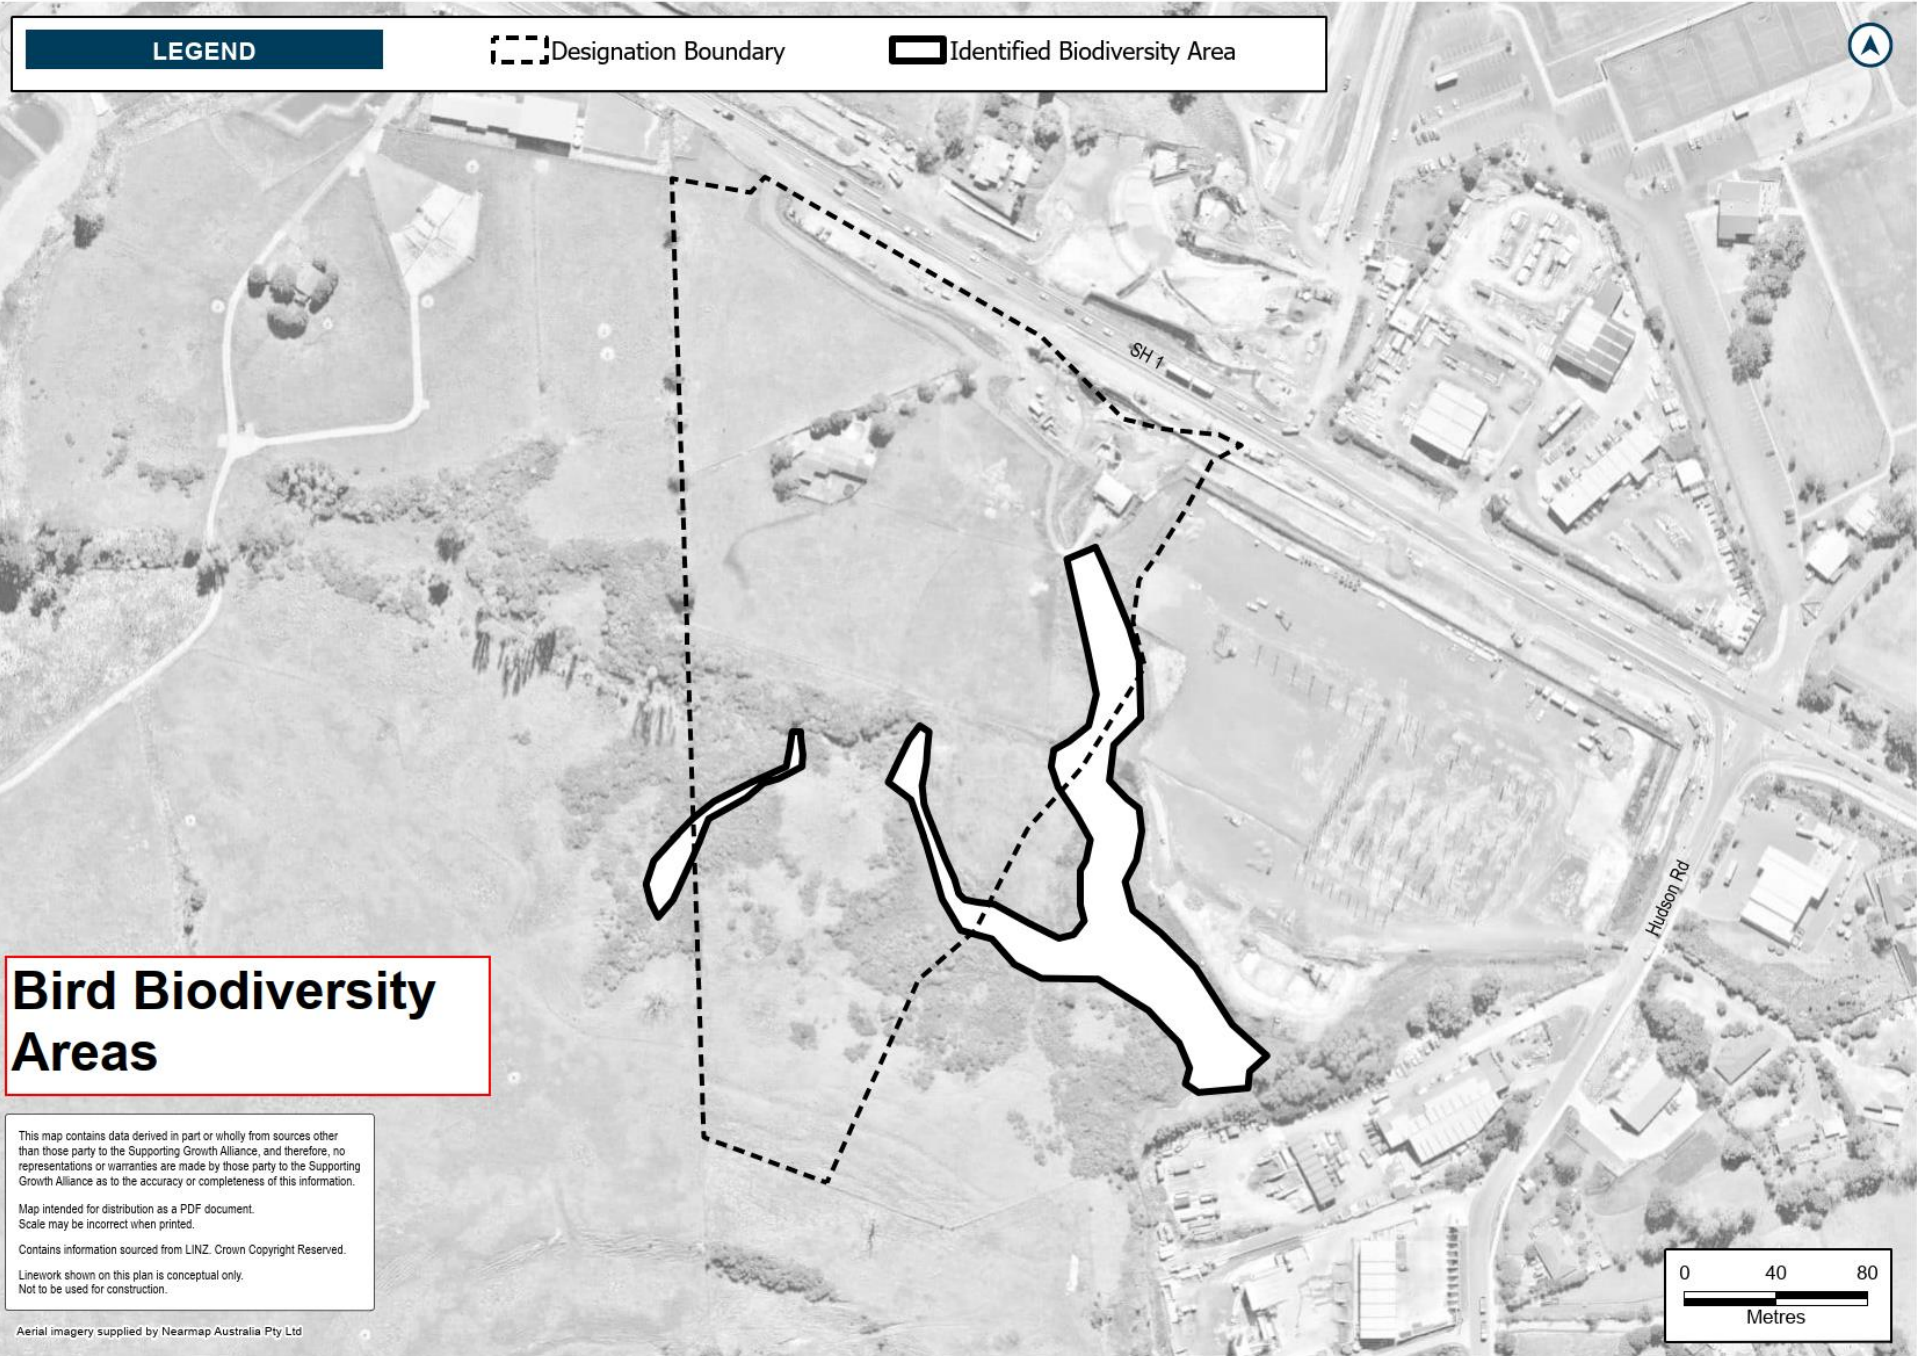 LEGEND
Designation Boundary
Identified Biodiversity Area
SH 1
Hudson Rd
Bird Biodiversity
Areas
This map contains data derived in part or wholly from sources other
than those party to the Supporting Growth Alliance, and therefore, no
representations or warranties are made by those party to the Supporting
Growth Alliance as to the accuracy or completeness of this information.
Map intended for distribution as a PDF document.
Scale may be incorrect when printed.
Contains information sourced from LINZ. Crown Copyright Reserved.
Linework shown on this plan is conceptual only.
Not to be used for construction.
Aerial imagery supplied by Nearmap Australia Pty Ltd
0 40 80
Metres